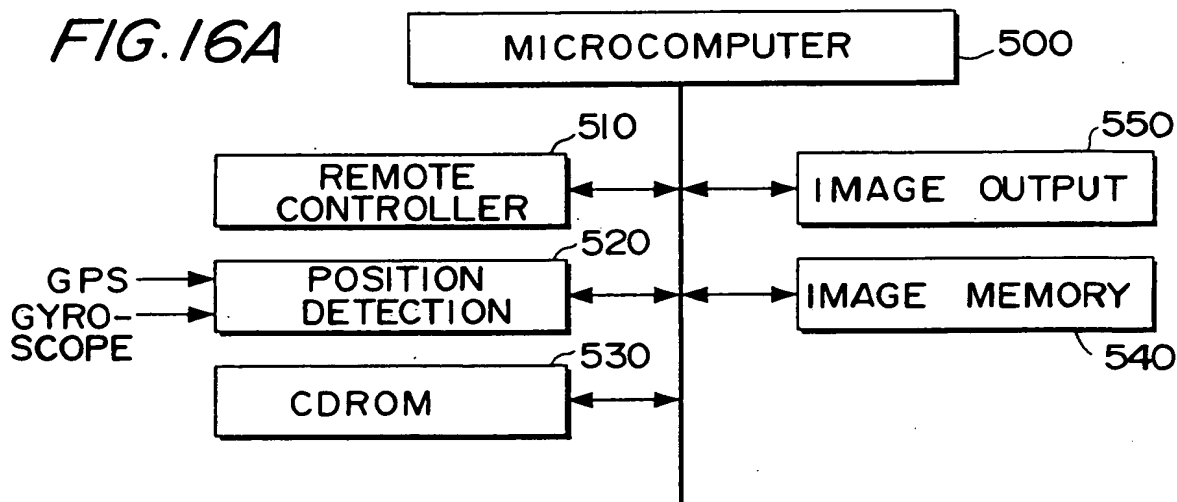 FIG.16A
MICROCOMPUTER
500
510
REMOTE
CONTROLLER
550
IMAGE OUTPUT
GPS
GYRO-
SCOPE
520
POSITION
DETECTION
IMAGE MEMORY
540
530
CDROM